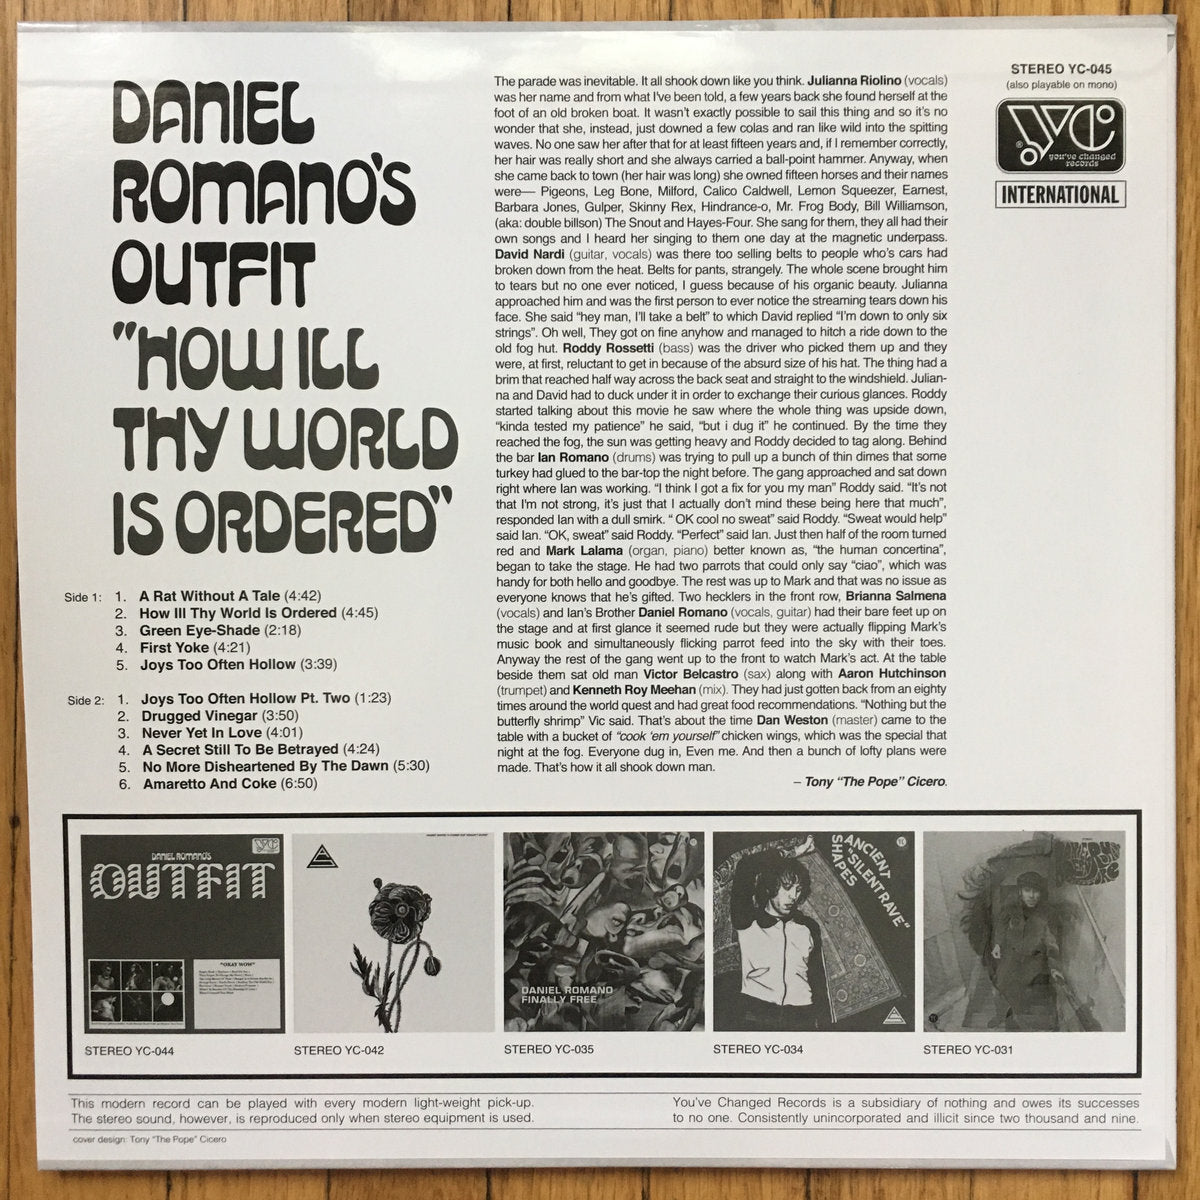 DANIEL
ROMANO'S
OUTFIT
"HOW ILL
THY WORLD
IS ORDERED"
Side 1: 1. A Rat Without A Tale (4:42)
2. How Ill Thy World Is Ordered (4:45)
3. Green Eye-Shade (2:18)
4. First Yoke (4:21)
5. Joys Too Often Hollow (3:39)
Side 2: 1. Joys Too Often Hollow Pt. Two (1:23)
2. Drugged Vinegar (3:50)
3. Never Yet In Love (4:01)
4. A Secret Still To Be Betrayed (4:24)
5. No More Disheartened By The Dawn (5:30)
6. Amaretto And Coke (6:50)
The parade was inevitable. It all shook down like you think. Julianna Riolino (vocals)
was her name and from what I've been told, a few years back she found herself at the
foot of an old broken boat. It wasn't exactly possible to sail this thing and so it's no
wonder that she, instead, just downed a few colas and ran like wild into the spitting
waves. No one saw her after that for at least fifteen years and, if I remember correctly,
her hair was really short and she always carried a ball-point hammer. Anyway, when
she came back to town (her hair was long) she owned fifteen horses and their names
were— Pigeons, Leg Bone, Milford, Calico Caldwell, Lemon Squeezer, Earnest,
Barbara Jones, Gulper, Skinny Rex, Hindrance-o, Mr. Frog Body, Bill Williamson,
(aka: double billson) The Snout and Hayes-Four. She sang for them, they all had their
own songs and I heard her singing to them one day at the magnetic underpass.
David Nardi (guitar, vocals) was there too selling belts to people who's cars had
broken down from the heat. Belts for pants, strangely. The whole scene brought him
to tears but no one ever noticed, I guess because of his organic beauty. Julianna
approached him and was the first person to ever notice the streaming tears down his
face. She said "hey man, I'll take a belt" to which David replied "I'm down to only six
strings". Oh well, They got on fine anyhow and managed to hitch a ride down to the
old fog hut. Roddy Rossetti (bass) was the driver who picked them up and they
were, at first, reluctant to get in because of the absurd size of his hat. The thing had a
brim that reached half way across the back seat and straight to the windshield. Julian-
na and David had to duck under it in order to exchange their curious glances. Roddy
started talking about this movie he saw where the whole thing was upside down,
"kinda tested my patience" he said, "but i dug it" he continued. By the time they
reached the fog, the sun was getting heavy and Roddy decided to tag along. Behind
the bar Ian Romano (drums) was trying to pull up a bunch of thin dimes that some
turkey had glued to the bar-top the night before. The gang approached and sat down
right where Ian was working. "I think I got a fix for you my man" Roddy said. "It's not
that I'm not strong, it's just that I actually don't mind these being here that much",
responded Ian with a dull smirk. " OK cool no sweat" said Roddy. "Sweat would help"
said Ian. "OK, sweat" said Roddy. "Perfect" said Ian. Just then half of the room turned
red and Mark Lalama (organ, piano) better known as, "the human concertina",
began to take the stage. He had two parrots that could only say "ciao", which was
handy for both hello and goodbye. The rest was up to Mark and that was no issue as
everyone knows that he's gifted. Two hecklers in the front row, Brianna Salmena
(vocals) and Ian's Brother Daniel Romano (vocals, guitar) had their bare feet up on
the stage and at first glance it seemed rude but they were actually flipping Mark's
music book and simultaneously flicking parrot feed into the sky with their toes.
Anyway the rest of the gang went up to the front to watch Mark's act. At the table
beside them sat old man Victor Belcastro (sax) along with Aaron Hutchinson
(trumpet) and Kenneth Roy Meehan (mix). They had just gotten back from an eighty
times around the world quest and had great food recommendations. "Nothing but the
butterfly shrimp" Vic said. That's about the time Dan Weston (master) came to the
table with a bucket of "cook 'em yourself" chicken wings, which was the special that
night at the fog. Everyone dug in, Even me. And then a bunch of lofty plans were
made. That's how it all shook down man.
– Tony "The Pope" Cicero.
STEREO YC-045
(also playable on mono)
YC
you've changed
records
INTERNATIONAL
DANIEL ROMANO'S
OUTFIT
YC
"OKAY WOW"
DANIEL ROMANO
FINALLY FREE
ANCIENT
SHAPES
"SILENT RAVE"
STEREO YC-044
STEREO YC-042
STEREO YC-035
STEREO YC-034
STEREO YC-031
This modern record can be played with every modern light-weight pick-up.
The stereo sound, however, is reproduced only when stereo equipment is used.
You've Changed Records is a subsidiary of nothing and owes its successes
to no one. Consistently unincorporated and illicit since two thousand and nine.
cover design: Tony "The Pope" Cicero